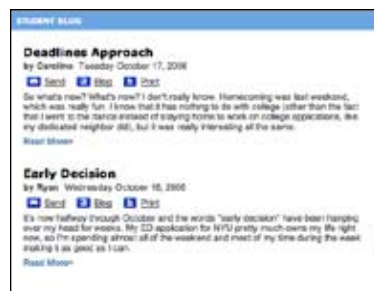 STUDENT BLOG
Deadlines Approach
by Caroline Tuesday October 17, 2006
Send Blog Print
So what's new? What's now? I don't really know. Homecoming was last weekend,
which was really fun. I know that it has nothing to do with college (other than the fact
that I went to the dance instead of staying home to work on college applications, like
my dedicated neighbor did), but it was really interesting all the same.
Read More>
Early Decision
by Ryan Wednesday October 18, 2006
Send Blog Print
It's now halfway through October and the words "early decision" have been hanging
over my head for weeks. My ED application for NYU pretty much owns my life right
now, so I'm spending almost all of the weekend and most of my time during the week
making it as good as I can.
Read More>